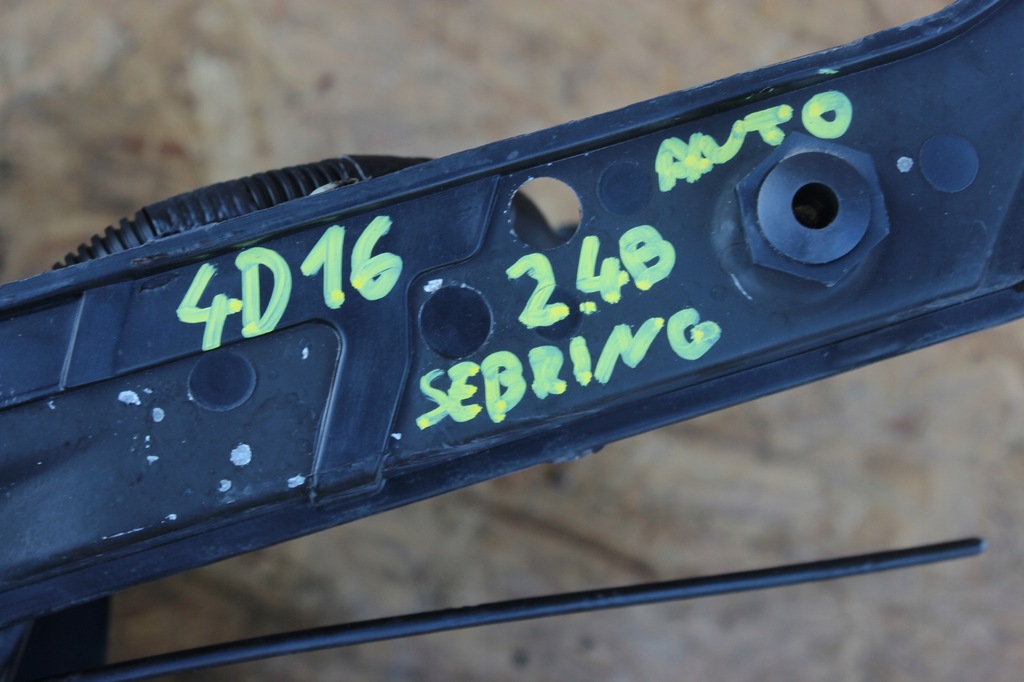 AUTO
4D16 2.4B
SEBRING